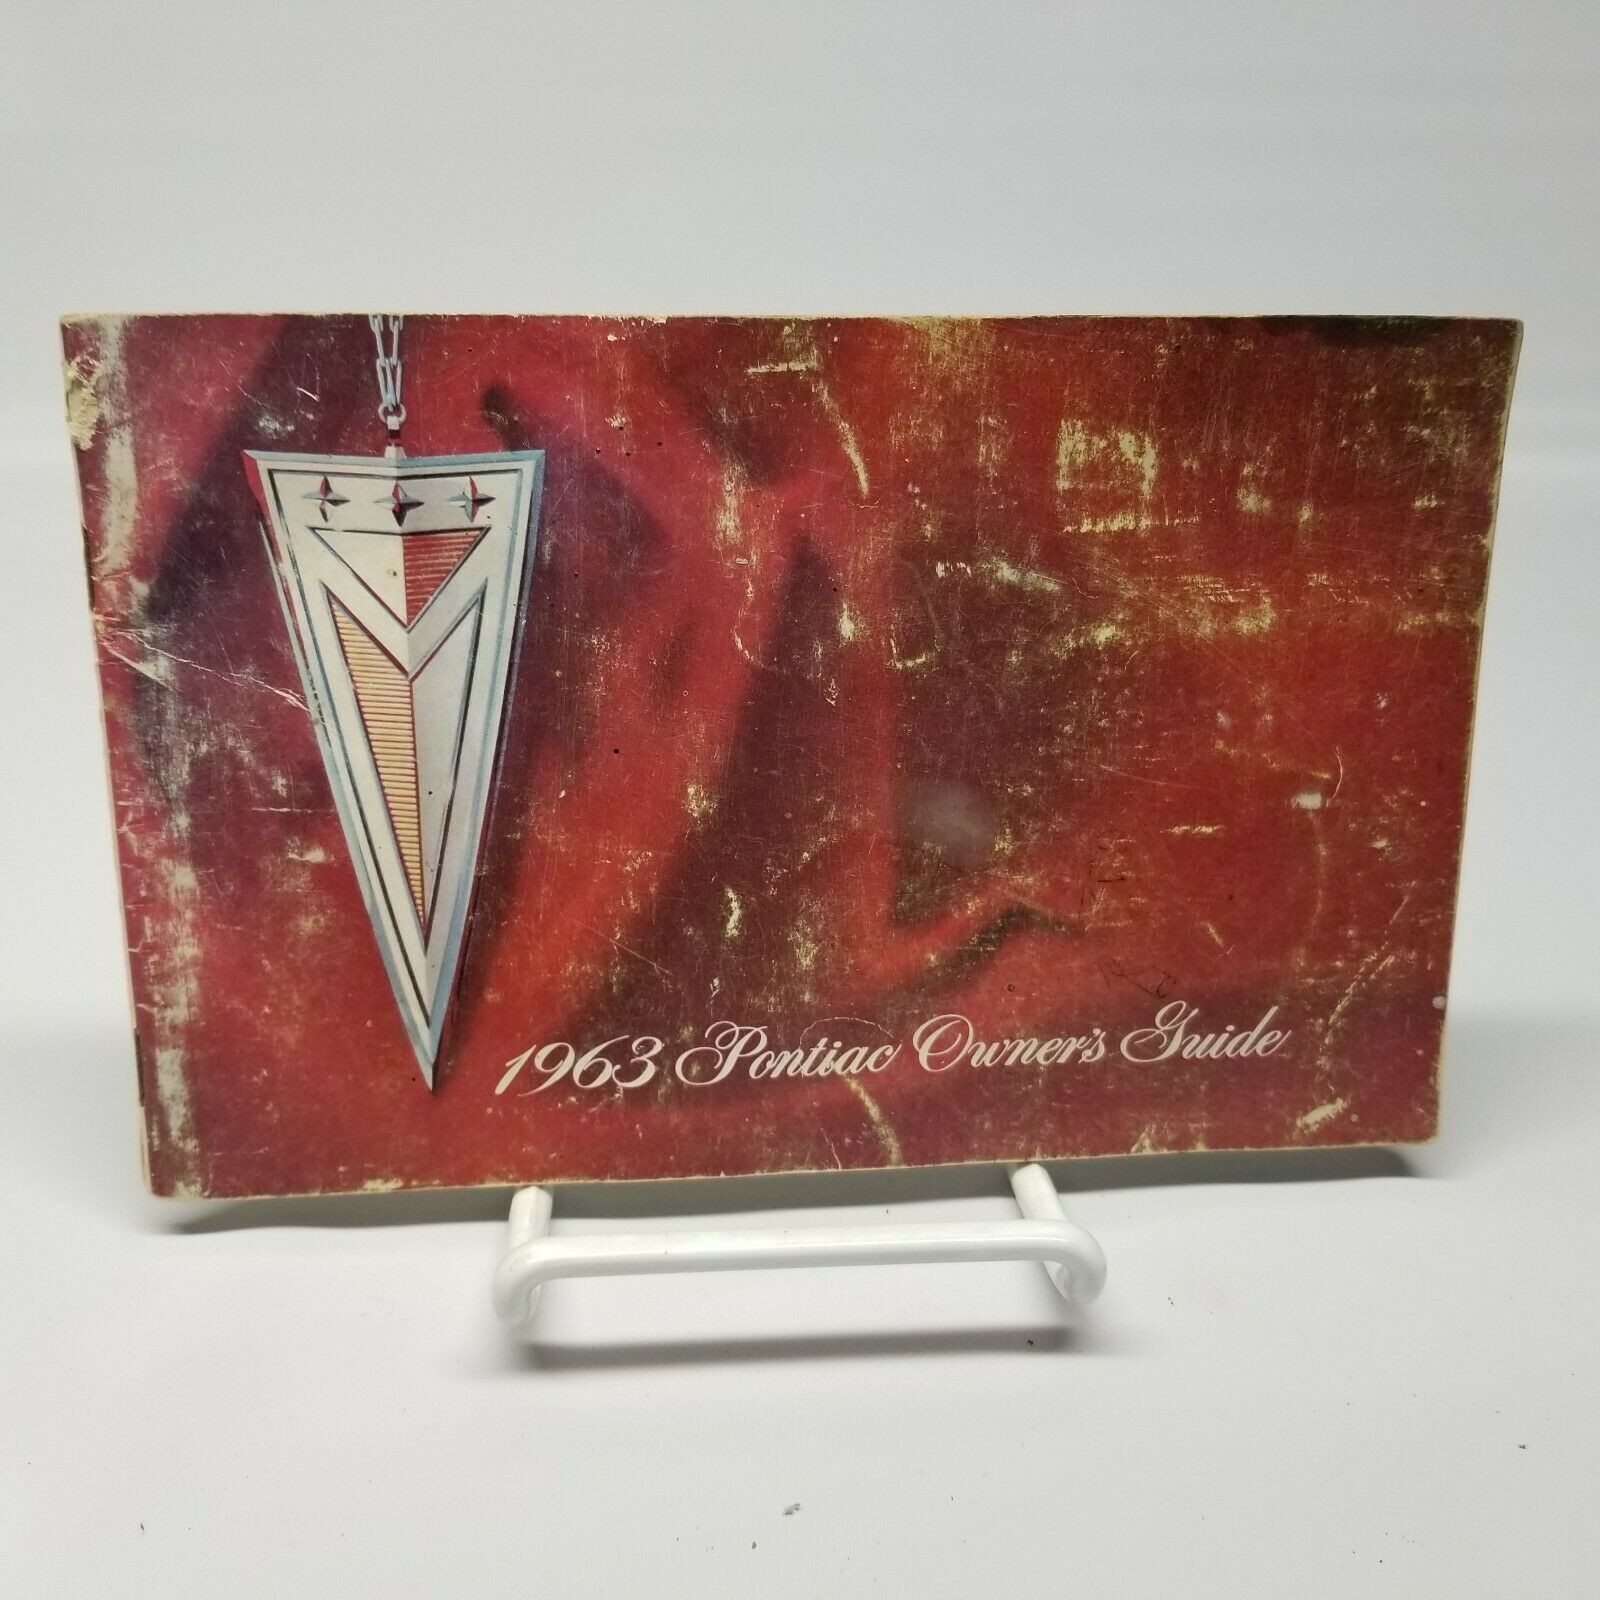 1963 Pontiac Owner's Guide